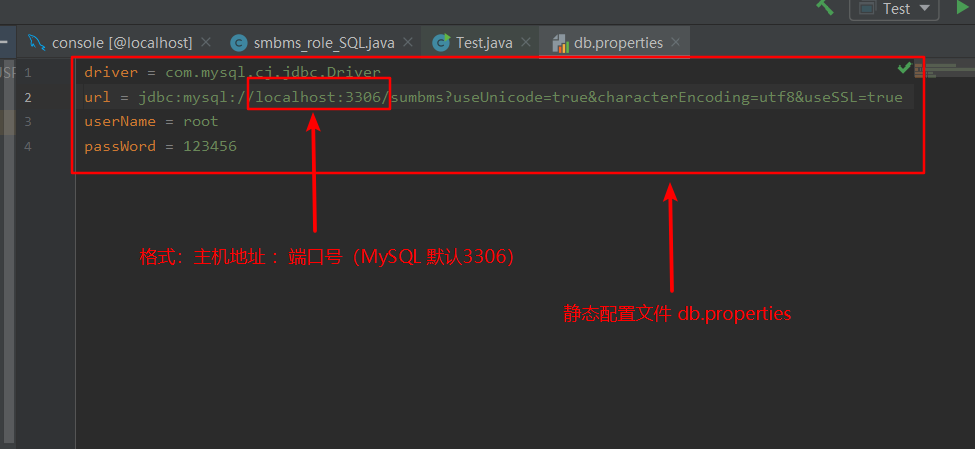 Test
console [@localhost]
smbms_role_SQL.java
Test.java
db.properties
1 driver = com.mysql.cj.jdbc.Driver
2 url = jdbc:mysql://localhost:3306/sumbms?useUnicode=true&characterEncoding=utf8&useSSL=true
3 userName = root
4 passWord = 123456
格式：主机地址 ：端口号（MySQL 默认3306）
静态配置文件 db.properties